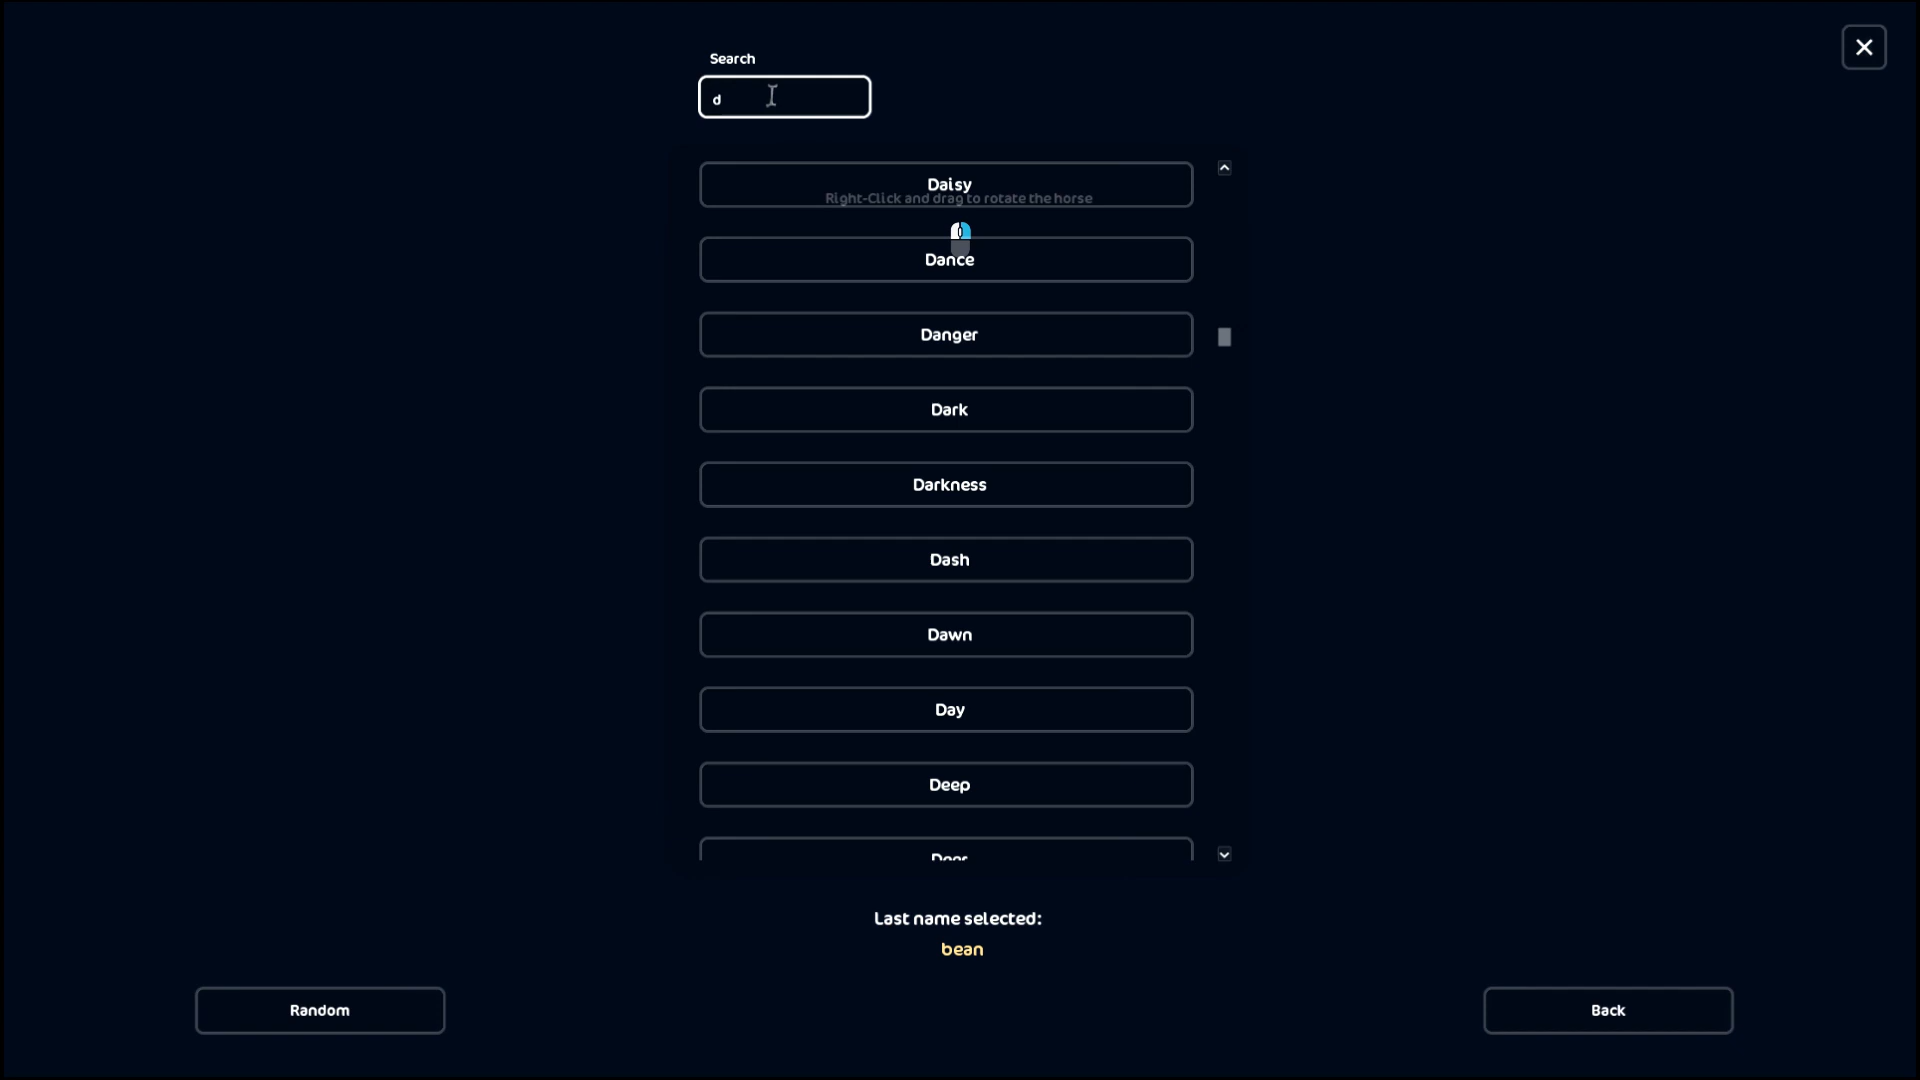 Search
d
Daisy
Right-Click and drag to rotate the horse
Dance
Danger
Dark
Darkness
Dash
Dawn
Day
Deep
Last name selected:
bean
Random
Back